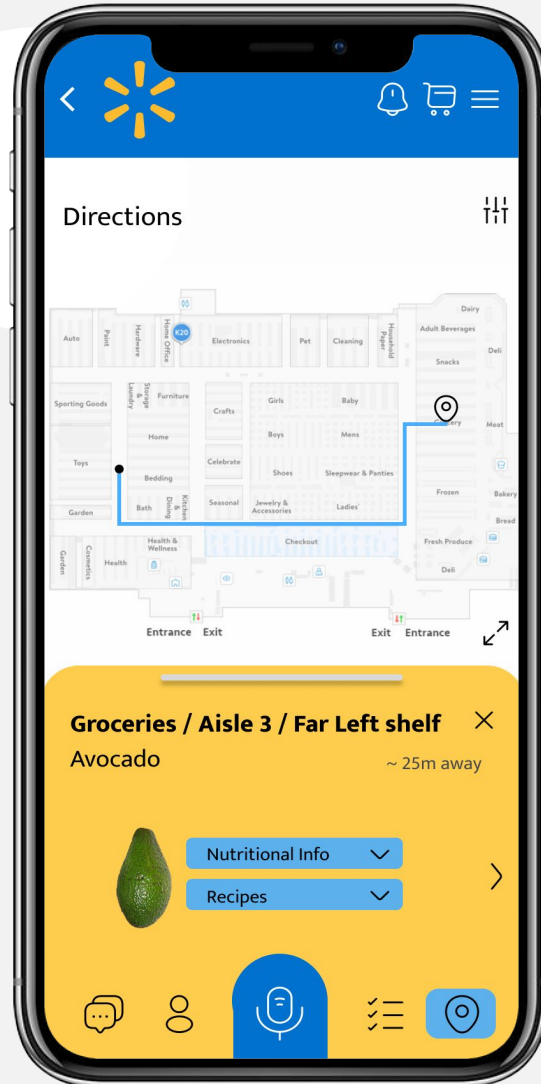 Directions
Dairy
Auto
Paint
Hardware
Home Office
K20
Electronics
Pet
Cleaning
Household
Paper
Adult Beverages
Deli
Snacks
Sporting Goods
Storage
&
Laundry
Furniture
Crafts
Girls
Baby
Meat
Home
Boys
Mens
Toys
Celebrate
Bedding
Shoes
Sleepwear & Panties
Frozen
Bakery
Garden
Bath
Kitchen
&
Dining
Seasonal
Jewelry &
Accessories
Ladies'
Bread
Garden
Cosmetics
Health
Health &
Wellness
Checkout
Fresh Produce
Deli
Entrance Exit
Exit Entrance
Groceries / Aisle 3 / Far Left shelf
Avocado
~ 25m away
Nutritional Info
Recipes